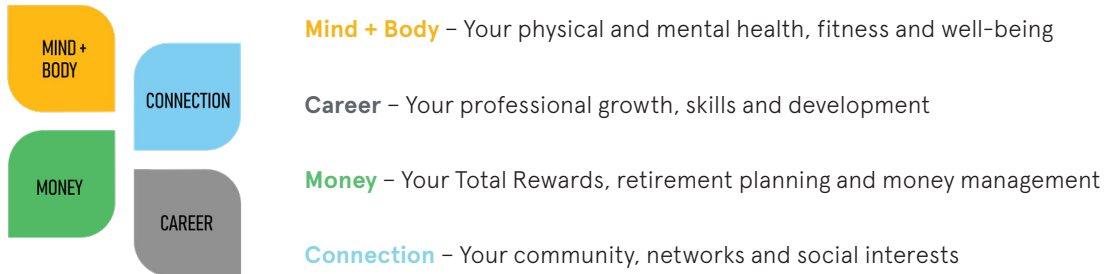 MIND +
BODY
CONNECTION
MONEY
CAREER
Mind + Body – Your physical and mental health, fitness and well-being
Career – Your professional growth, skills and development
Money – Your Total Rewards, retirement planning and money management
Connection – Your community, networks and social interests